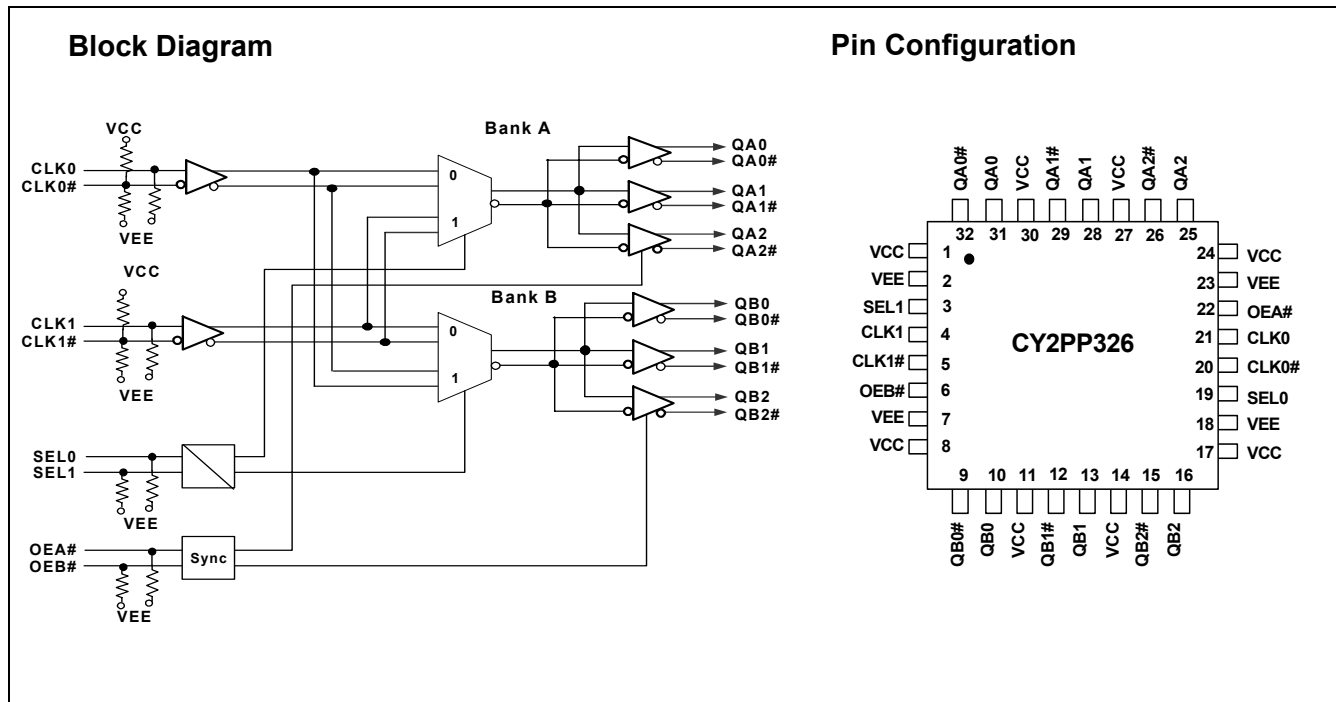 Block Diagram
VCC
CLK0
CLK0#
VEE
VCC
CLK1
CLK1#
VEE
SEL0
SEL1
VEE
OEA#
OEB#
Sync
VEE
Bank A
0
1
QA0
QA0#
QA1
QA1#
QA2
QA2#
Bank B
0
1
QB0
QB0#
QB1
QB1#
QB2
QB2#
Pin Configuration
QA0#
QA0
VCC
QA1#
QA1
VCC
QA2#
QA2
32 31 30 29 28 27 26 25
VCC 1
VEE 2
SEL1 3
CLK1 4
CLK1# 5
OEB# 6
VEE 7
VCC 8
CY2PP326
24 VCC
23 VEE
22 OEA#
21 CLK0
20 CLK0#
19 SEL0
18 VEE
17 VCC
9 10 11 12 13 14 15 16
QB0#
QB0
VCC
QB1#
QB1
VCC
QB2#
QB2